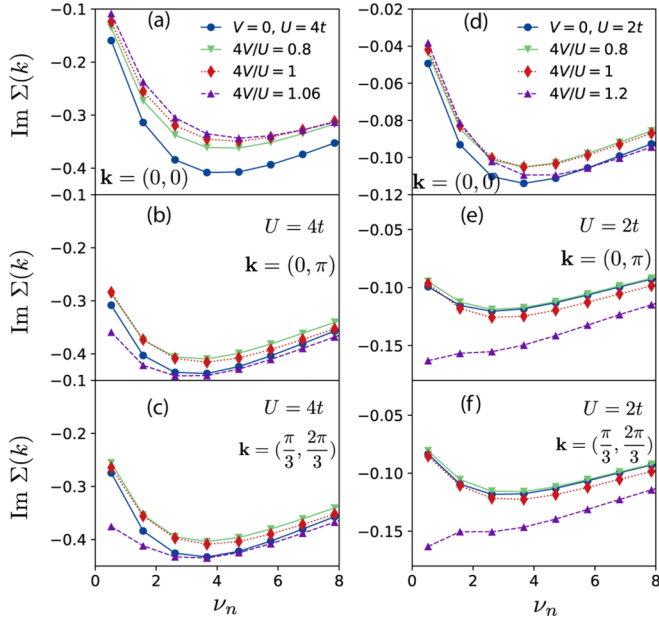 (a)
V = 0, U = 4t
4V/U = 0.8
4V/U = 1
4V/U = 1.06
k = (0, 0)
Im Σ(k)
−0.1
−0.2
−0.3
−0.4
(d)
V = 0, U = 2t
4V/U = 0.8
4V/U = 1
4V/U = 1.2
k = (0, 0)
Im Σ(k)
−0.02
−0.04
−0.06
−0.08
−0.10
−0.12
(b)
U = 4t
k = (0, π)
Im Σ(k)
−0.1
−0.2
−0.3
−0.4
(e)
U = 2t
k = (0, π)
−0.05
−0.10
−0.15
(c)
U = 4t
k = (π/3, 2π/3)
Im Σ(k)
−0.1
−0.2
−0.3
−0.4
0 2 4 6 8
νn
(f)
U = 2t
k = (π/3, 2π/3)
−0.05
−0.10
−0.15
0 2 4 6 8
νn